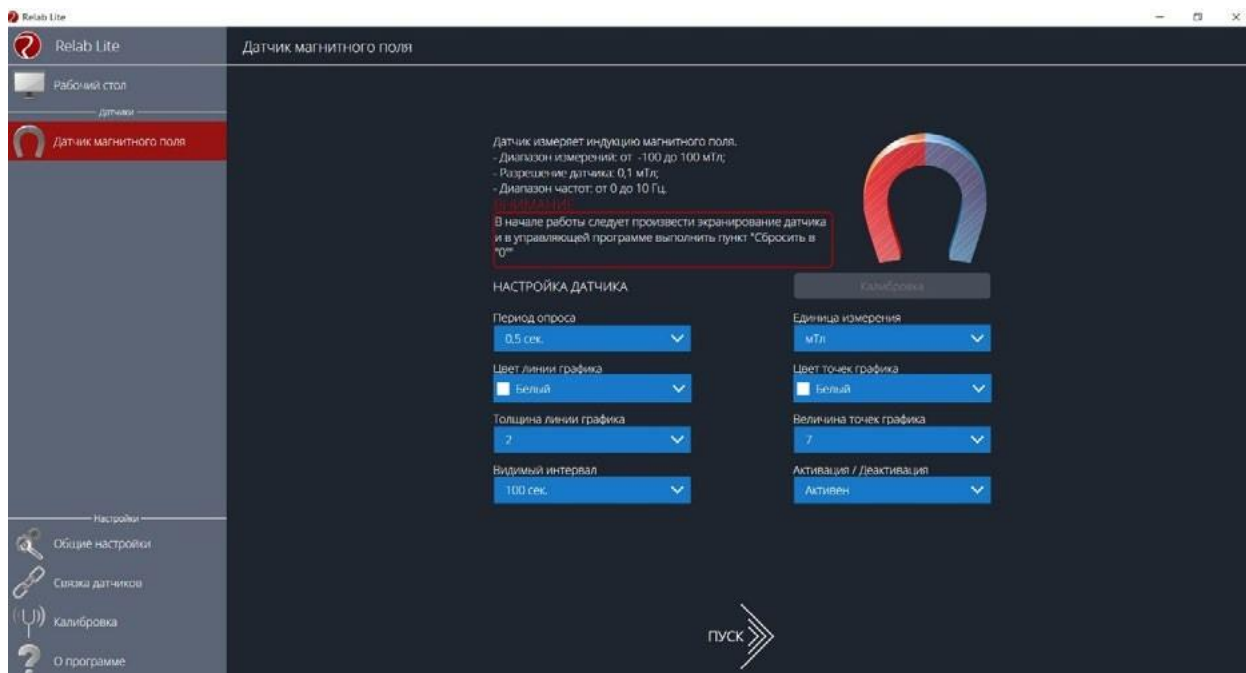 Relab Lite
Relab Lite
Датчик магнитного поля
Рабочий стол
Датчики
Датчик магнитного поля
Датчик измеряет индукцию магнитного поля.
- Диапазон измерений: от -100 до 100 мТл;
- Разрешение датчика: 0,1 мТл;
- Диапазон частот: от 0 до 10 Гц.
ВНИМАНИЕ
В начале работы следует произвести экранирование датчика
и в управляющей программе выполнить пункт "Сбросить в
"0""
НАСТРОЙКА ДАТЧИКА
Калибровка
Период опроса
Единица измерения
0.5 сек.
мТл
Цвет линии графика
Цвет точек графика
Белый
Белый
Толщина линии графика
Величина точек графика
2
7
Видимый интервал
Активация / Деактивация
100 сек.
Активен
Настройки
Общие настройки
Связка датчиков
Калибровка
О программе
ПУСК